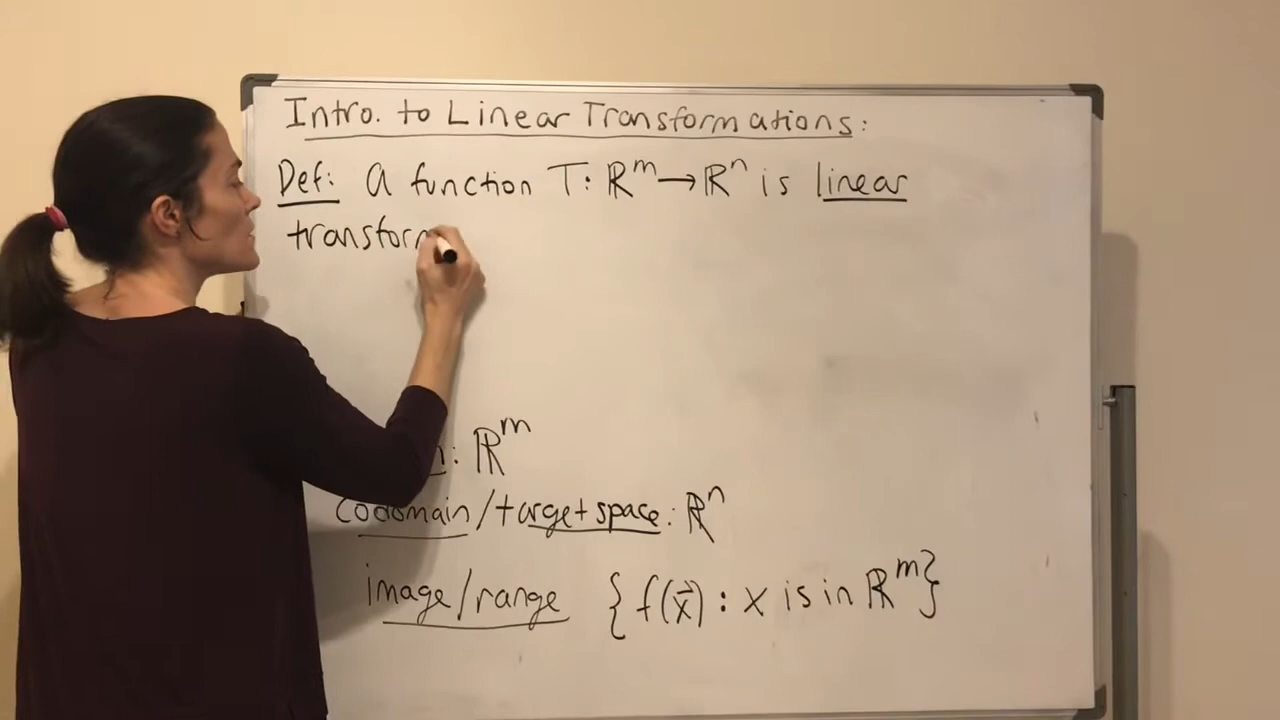 Intro. to Linear Transformations:
Def: A function T: ℝᵐ → ℝⁿ is linear
transform
: ℝᵐ
codomain/target space: ℝⁿ
image/range {f(x⃗) : x is in ℝᵐ}